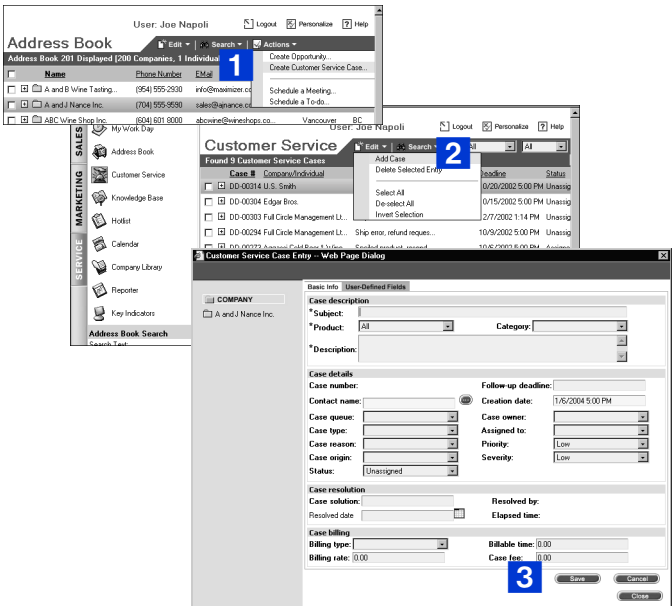 User: Joe Napoli Logout Personalize ? Help
Address Book Edit Search Actions
Address Book 201 Displayed [200 Companies, 1 Individual
Name Phone Number EMail
A and B Wine Tasting... (954) 555-2930 info@maximizer.c
A and J Nance Inc. (704) 555-9590 sales@ajnance.c
ABC Wine Shop Inc. (604) 601-8000 abcwine@wineshops.co... Vancouver BC
1
Create Opportunity...
Create Customer Service Case...
Schedule a Meeting...
Schedule a To-do...
SALES
MARKETING
SERVICE
My Work Day
Address Book
Customer Service
Knowledge Base
Hotlist
Calendar
Company Library
Reporter
Key Indicators
Address Book Search
Search Text:
User: Joe Napoli Logout Personalize ? Help
Customer Service Edit Search All All
Found 9 Customer Service Cases
Case # Company/Individual Deadline Status
DD-00314 U.S. Smith 0/20/2002 5:00 PM Unassig
DD-00304 Edgar Bros. 0/15/2002 5:00 PM Unassig
DD-00303 Full Circle Management Lt... 2/7/2002 1:14 PM Unassig
DD-00294 Full Circle Management Lt... Ship error, refund reques... 10/9/2002 5:00 PM Unassig
2
Add Case
Delete Selected Entry
Select All
De-select All
Invert Selection
Customer Service Case Entry -- Web Page Dialog
COMPANY
A and J Nance Inc.
Basic Info User-Defined Fields
Case description
*Subject:
*Product: All Category:
*Description:
Case details
Case number: Follow-up deadline:
Contact name: Creation date: 1/6/2004 5:00 PM
Case queue: Case owner:
Case type: Assigned to:
Case reason: Priority: Low
Case origin: Severity: Low
Status: Unassigned
Case resolution
Case solution: Resolved by:
Resolved date Elapsed time:
Case billing
Billing type: Billable time: 0.00
Billing rate: 0.00 Case fee: 0.00
3
Save Cancel
Close